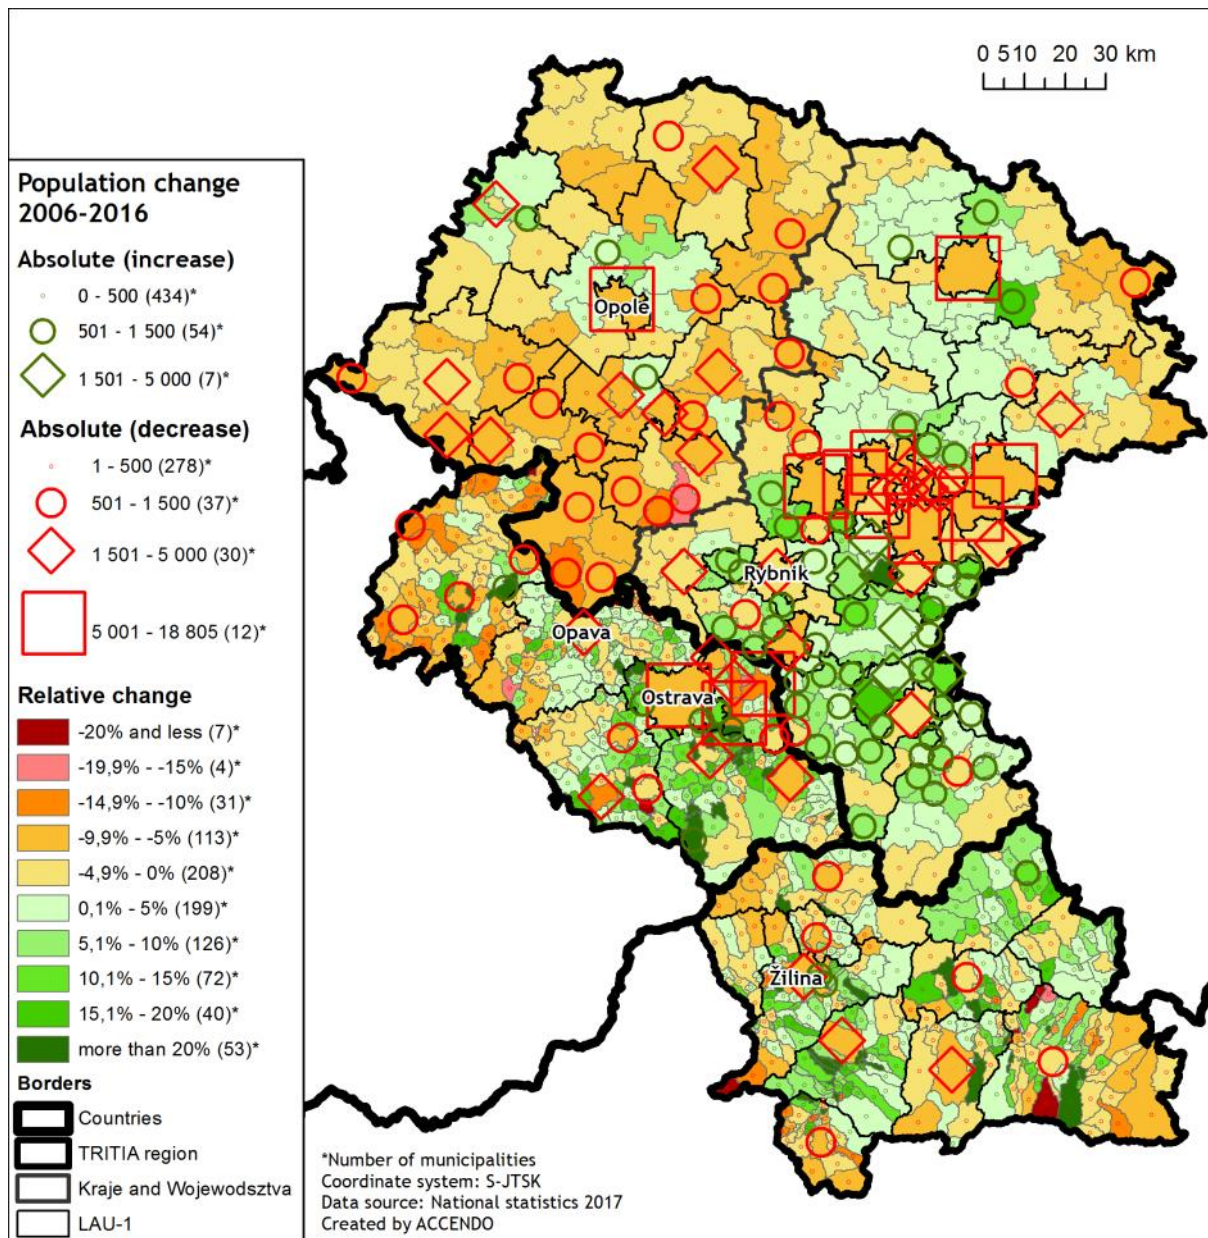 0 510 20 30 km
Population change
2006-2016
Absolute (increase)
0 - 500 (434)*
501 - 1 500 (54)*
1 501 - 5 000 (7)*
Absolute (decrease)
1 - 500 (278)*
501 - 1 500 (37)*
1 501 - 5 000 (30)*
5 001 - 18 805 (12)*
Relative change
-20% and less (7)*
-19,9% - -15% (4)*
-14,9% - -10% (31)*
-9,9% - -5% (113)*
-4,9% - 0% (208)*
0,1% - 5% (199)*
5,1% - 10% (126)*
10,1% - 15% (72)*
15,1% - 20% (40)*
more than 20% (53)*
Borders
Countries
TRITIA region
Kraje and Wojewodsztva
LAU-1
Opole
Rybnik
Opava
Ostrava
Žilina
*Number of municipalities
Coordinate system: S-JTSK
Data source: National statistics 2017
Created by ACCENDO